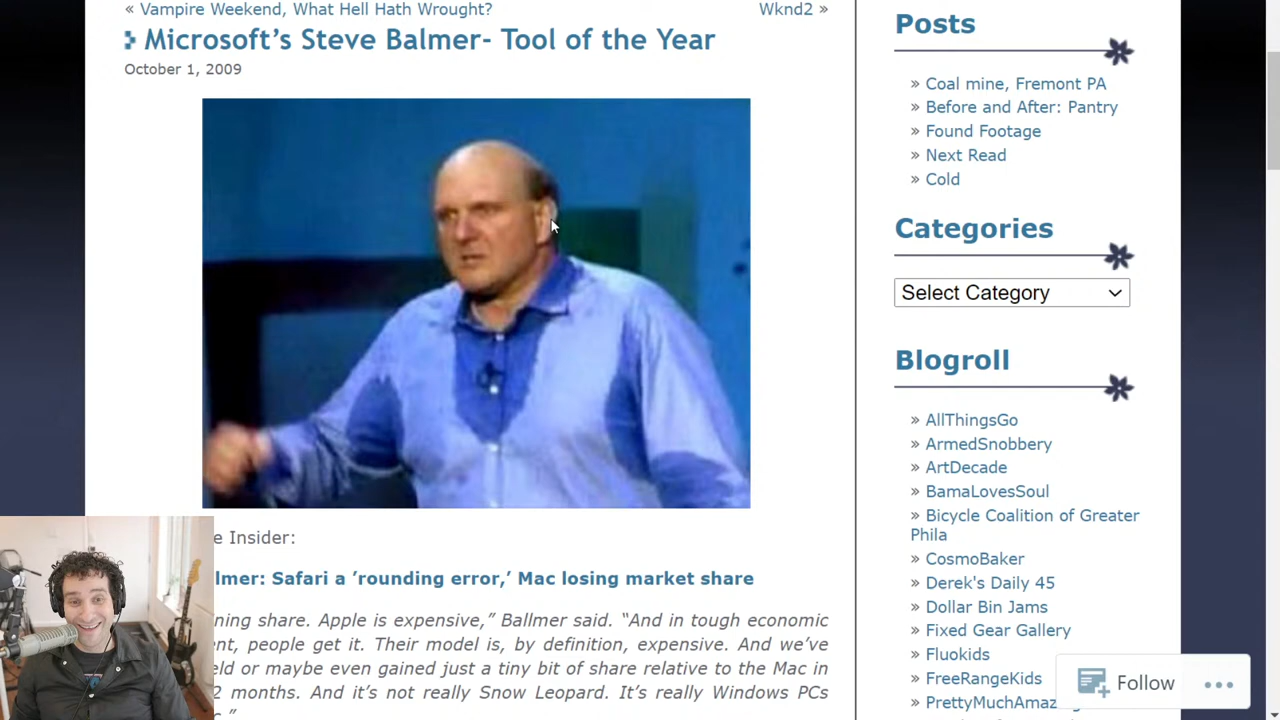 « Vampire Weekend, What Hell Hath Wrought?
Wknd2 »
Microsoft’s Steve Balmer- Tool of the Year
October 1, 2009
e Insider:
lmer: Safari a ’rounding error,’ Mac losing market share
ning share. Apple is expensive,” Ballmer said. “And in tough economic
nt, people get it. Their model is, by definition, expensive. And we’ve
eld or maybe even gained just a tiny bit of share relative to the Mac in
2 months. And it’s not really Snow Leopard. It’s really Windows PCs
Posts
» Coal mine, Fremont PA
» Before and After: Pantry
» Found Footage
» Next Read
» Cold
Categories
Select Category
Blogroll
» AllThingsGo
» ArmedSnobbery
» ArtDecade
» BamaLovesSoul
» Bicycle Coalition of Greater
Phila
» CosmoBaker
» Derek's Daily 45
» Dollar Bin Jams
» Fixed Gear Gallery
» Fluokids
» FreeRangeKids
» PrettyMuchAmaz
Follow